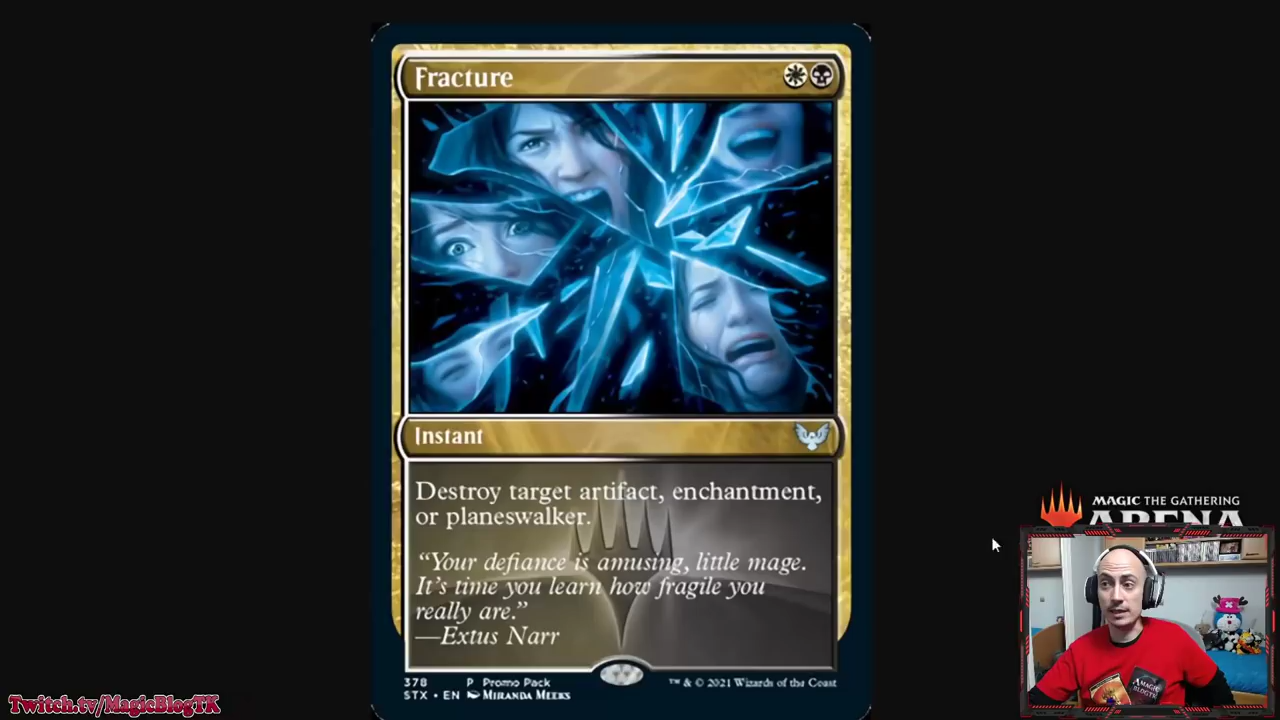 Fracture
Instant
Destroy target artifact, enchantment,
or planeswalker.
“Your defiance is amusing, little mage.
It’s time you learn how fragile you
really are.”
—Extus Narr
378 P Promo Pack
STX • EN Miranda Meeks
™ & © 2021 Wizards of the Coast
MAGIC THE GATHERING
ARENA
Twitch.tv/MagicBlogTK